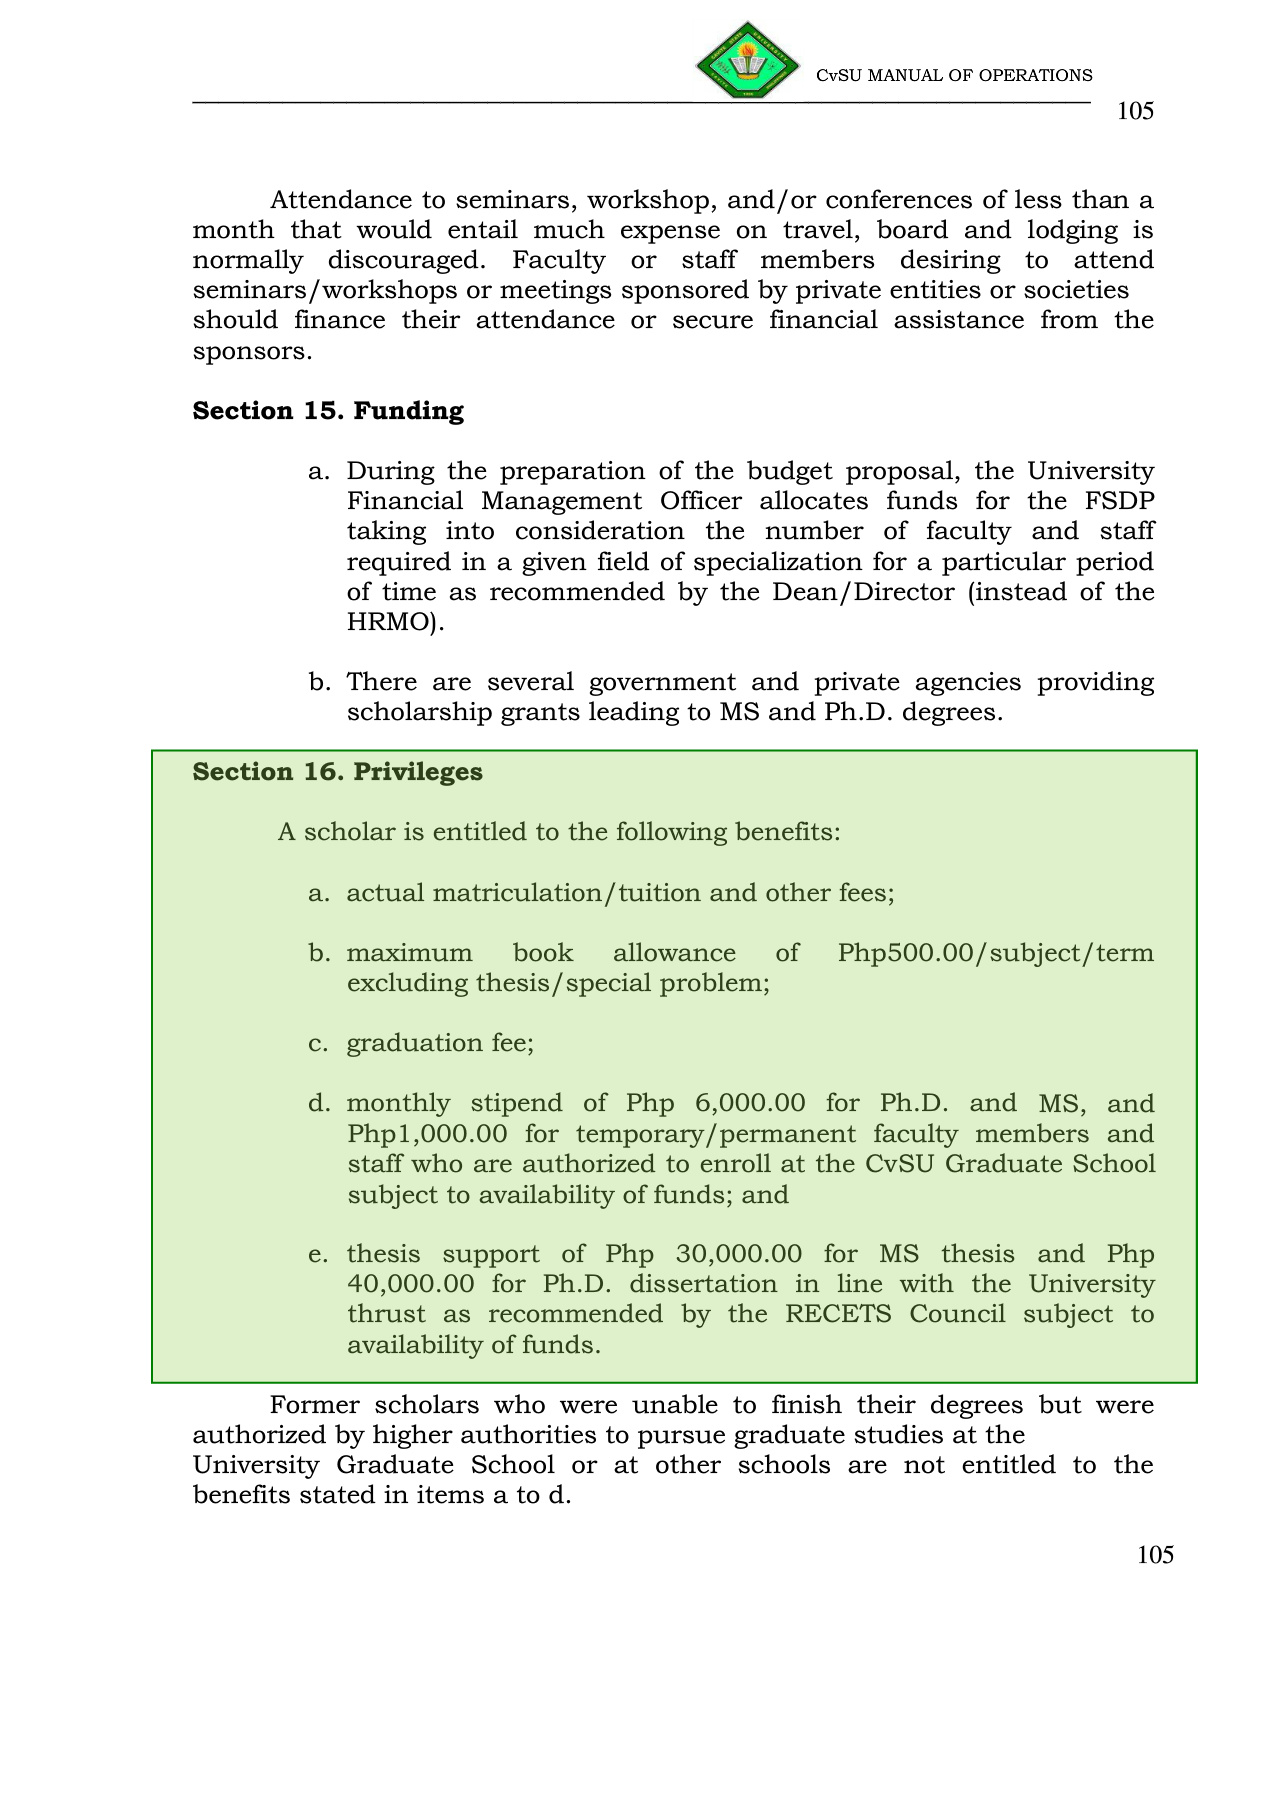 CvSU MANUAL OF OPERATIONS
105
Attendance to seminars, workshop, and/or conferences of less than a
month that would entail much expense on travel, board and lodging is
normally discouraged. Faculty or staff members desiring to attend
seminars/workshops or meetings sponsored by private entities or societies
should finance their attendance or secure financial assistance from the
sponsors.
Section 15. Funding
a. During the preparation of the budget proposal, the University
Financial Management Officer allocates funds for the FSDP
taking into consideration the number of faculty and staff
required in a given field of specialization for a particular period
of time as recommended by the Dean/Director (instead of the
HRMO).
b. There are several government and private agencies providing
scholarship grants leading to MS and Ph.D. degrees.
Section 16. Privileges
A scholar is entitled to the following benefits:
a. actual matriculation/tuition and other fees;
b. maximum book allowance of Php500.00/subject/term
excluding thesis/special problem;
c. graduation fee;
d. monthly stipend of Php 6,000.00 for Ph.D. and MS, and
Php1,000.00 for temporary/permanent faculty members and
staff who are authorized to enroll at the CvSU Graduate School
subject to availability of funds; and
e. thesis support of Php 30,000.00 for MS thesis and Php
40,000.00 for Ph.D. dissertation in line with the University
thrust as recommended by the RECETS Council subject to
availability of funds.
Former scholars who were unable to finish their degrees but were
authorized by higher authorities to pursue graduate studies at the
University Graduate School or at other schools are not entitled to the
benefits stated in items a to d.
105